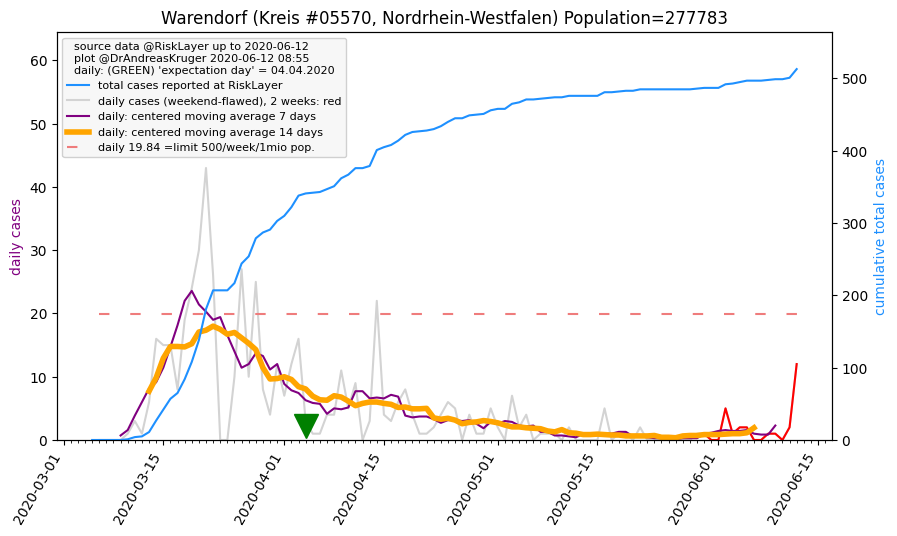 Warendorf (Kreis #05570, Nordrhein-Westfalen) Population=277783
source data @RiskLayer up to 2020-06-12
plot @DrAndreasKruger 2020-06-12 08:55
daily: (GREEN) 'expectation day' = 04.04.2020
total cases reported at RiskLayer
daily cases (weekend-flawed), 2 weeks: red
daily: centered moving average 7 days
daily: centered moving average 14 days
daily 19.84 =limit 500/week/1mio pop.
daily cases
60
50
40
30
20
10
0
cumulative total cases
500
400
300
200
100
0
2020-03-01
2020-03-15
2020-04-01
2020-04-15
2020-05-01
2020-05-15
2020-06-01
2020-06-15